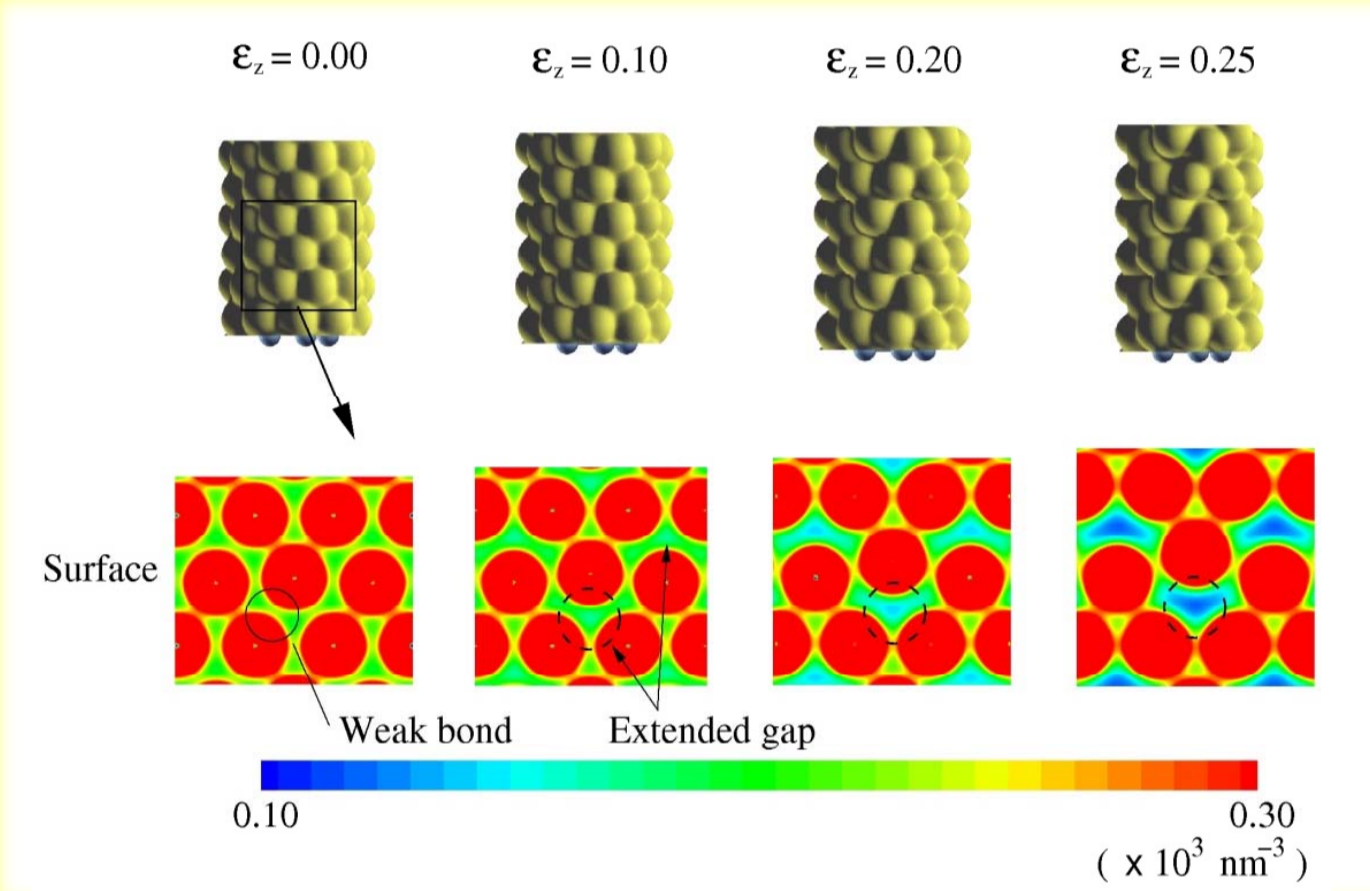 εz = 0.00 εz = 0.10 εz = 0.20 εz = 0.25
Surface
Weak bond Extended gap
0.10 0.30
( x 10³ nm⁻³ )